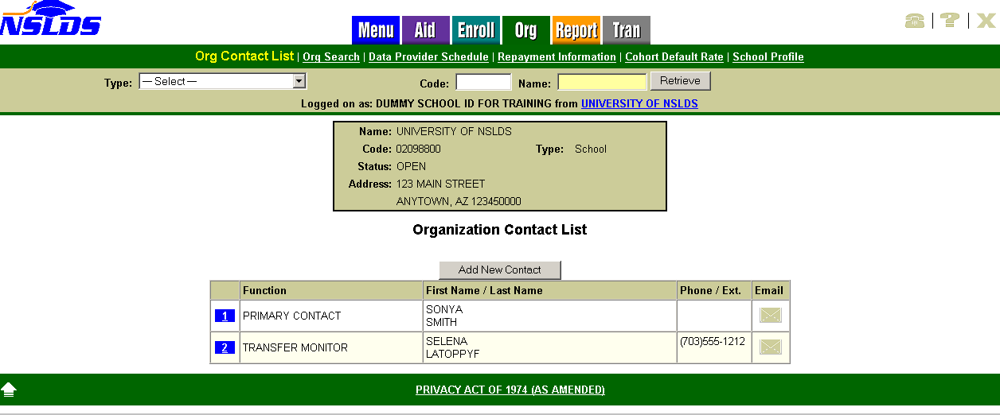 NSLDS
Menu Aid Enroll Org Report Tran
Org Contact List | Org Search | Data Provider Schedule | Repayment Information | Cohort Default Rate | School Profile
Type: — Select — Code: Name: Retrieve
Logged on as: DUMMY SCHOOL ID FOR TRAINING from UNIVERSITY OF NSLDS
Name: UNIVERSITY OF NSLDS
Code: 02098800 Type: School
Status: OPEN
Address: 123 MAIN STREET
ANYTOWN, AZ 123450000
Organization Contact List
Add New Contact
Function First Name / Last Name Phone / Ext. Email
1 PRIMARY CONTACT SONYA
SMITH
2 TRANSFER MONITOR SELENA (703)555-1212
LATOPPYF
PRIVACY ACT OF 1974 (AS AMENDED)